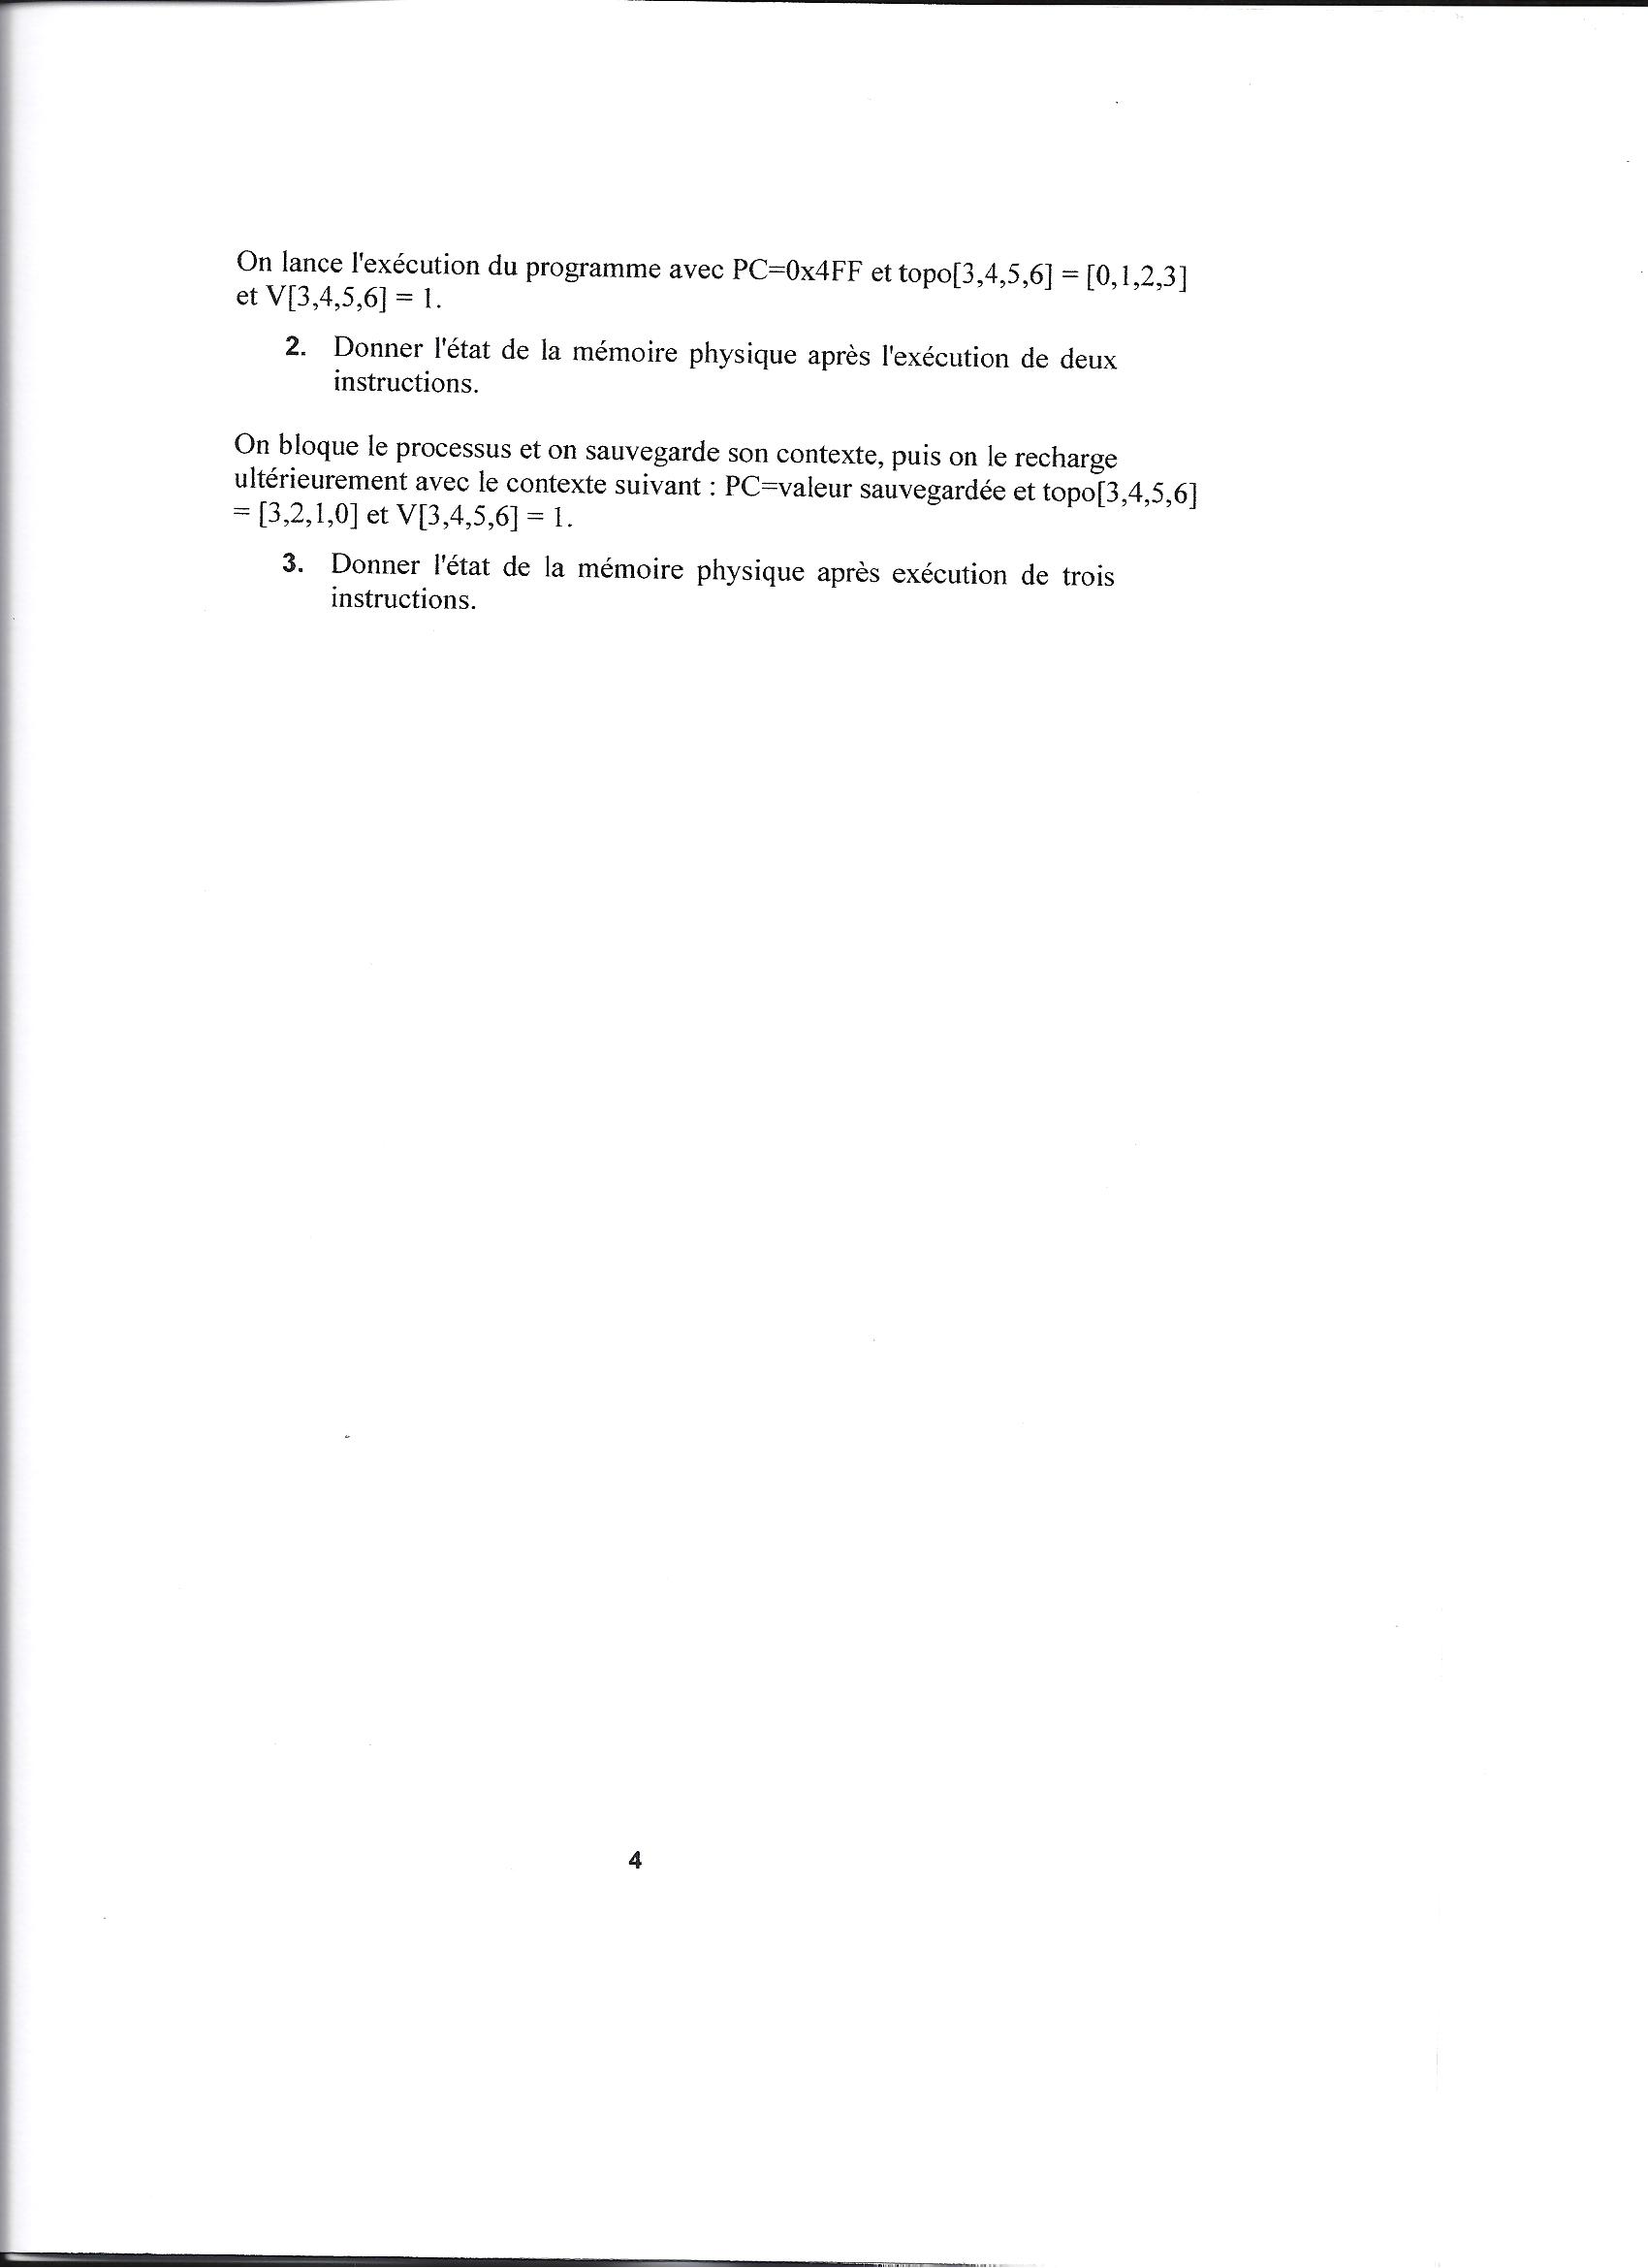 On lance l'exécution du programme avec PC=0x4FF et topo[3,4,5,6] = [0,1,2,3]
et V[3,4,5,6] = 1.
2. Donner l'état de la mémoire physique après l'exécution de deux
instructions.
On bloque le processus et on sauvegarde son contexte, puis on le recharge
ultérieurement avec le contexte suivant : PC=valeur sauvegardée et topo[3,4,5,6]
= [3,2,1,0] et V[3,4,5,6] = 1.
3. Donner l'état de la mémoire physique après exécution de trois
instructions.
4